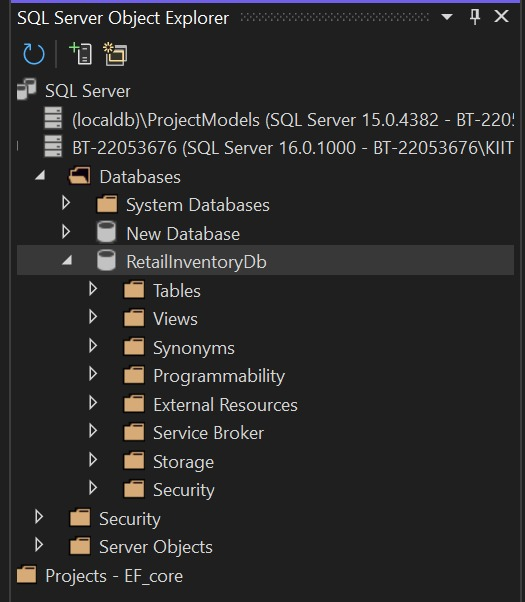 SQL Server Object Explorer
SQL Server
(localdb)\ProjectModels (SQL Server 15.0.4382 - BT-2205
BT-22053676 (SQL Server 16.0.1000 - BT-22053676\KIIT
Databases
System Databases
New Database
RetailInventoryDb
Tables
Views
Synonyms
Programmability
External Resources
Service Broker
Storage
Security
Security
Server Objects
Projects - EF_core